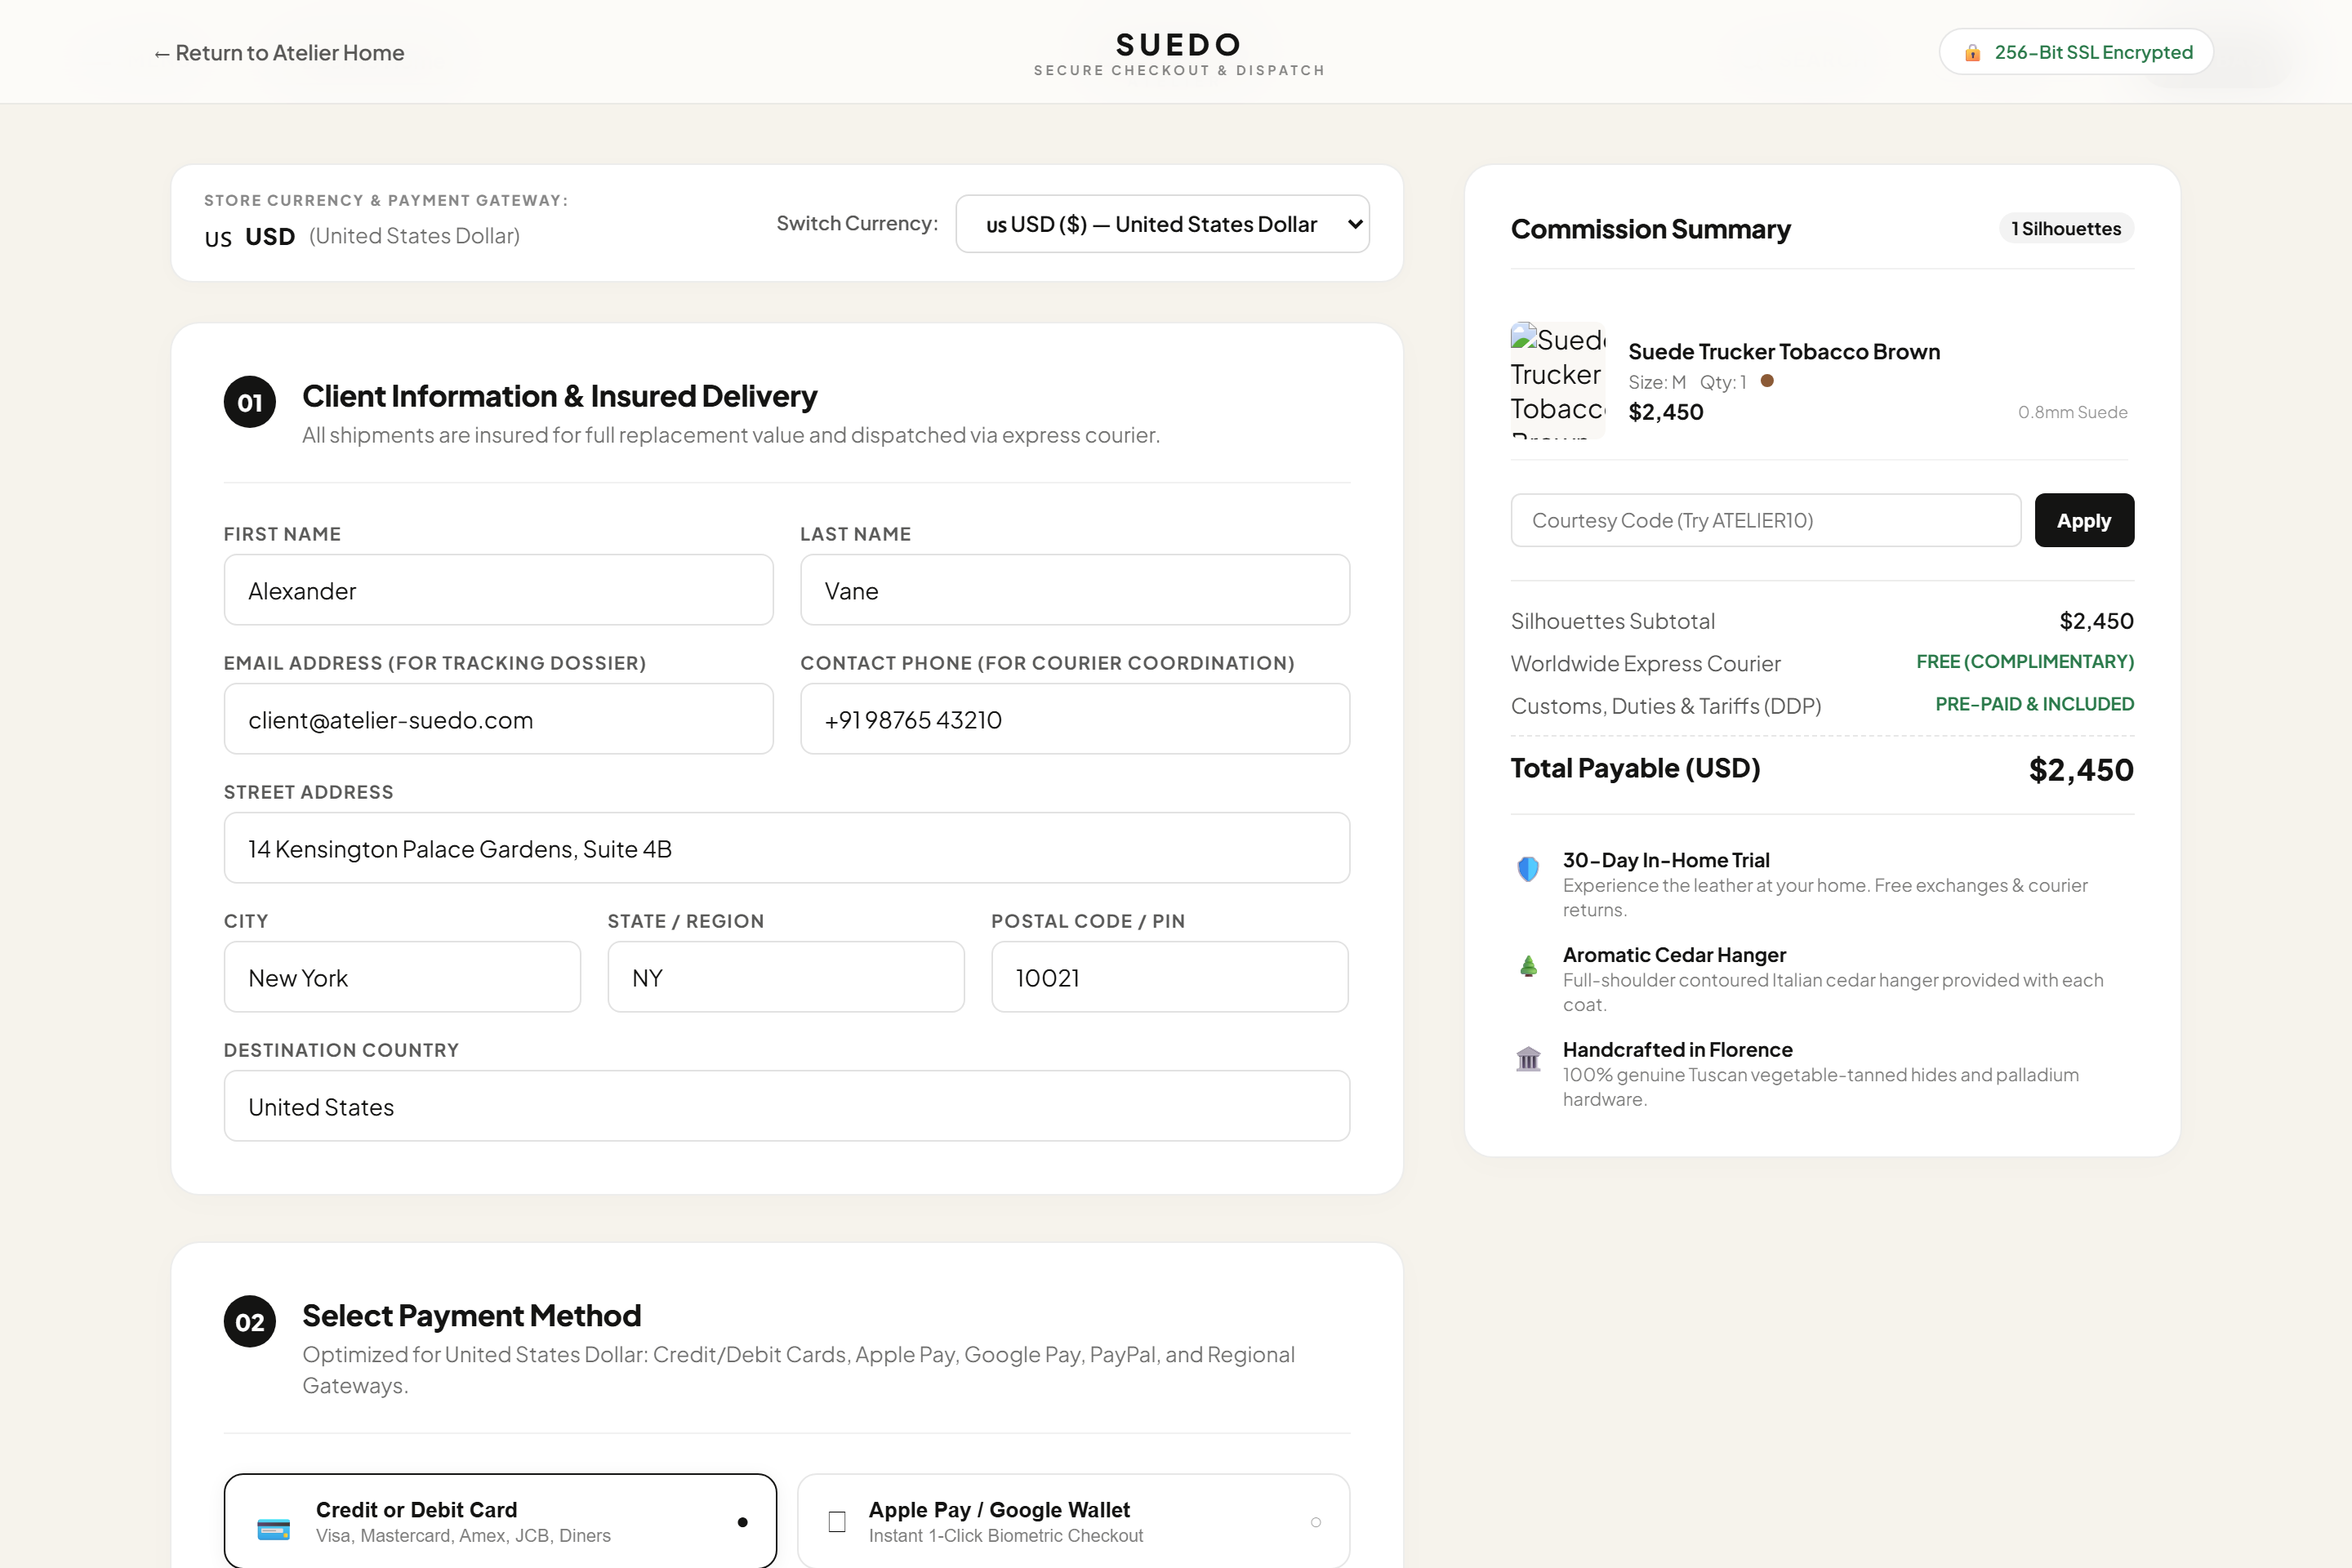 ← Return to Atelier Home
SUEDO
SECURE CHECKOUT & DISPATCH
256-Bit SSL Encrypted
STORE CURRENCY & PAYMENT GATEWAY:
US USD (United States Dollar)
Switch Currency:
US USD ($) — United States Dollar
01
Client Information & Insured Delivery
All shipments are insured for full replacement value and dispatched via express courier.
FIRST NAME
LAST NAME
Alexander
Vane
EMAIL ADDRESS (FOR TRACKING DOSSIER)
CONTACT PHONE (FOR COURIER COORDINATION)
client@atelier-suedo.com
+91 98765 43210
STREET ADDRESS
14 Kensington Palace Gardens, Suite 4B
CITY
STATE / REGION
POSTAL CODE / PIN
New York
NY
10021
DESTINATION COUNTRY
United States
02
Select Payment Method
Optimized for United States Dollar: Credit/Debit Cards, Apple Pay, Google Pay, PayPal, and Regional
Gateways.
Credit or Debit Card
Visa, Mastercard, Amex, JCB, Diners
Apple Pay / Google Wallet
Instant 1-Click Biometric Checkout
Commission Summary
1 Silhouettes
Trucker
Suede Trucker Tobacco Brown
Size: M Qty: 1
$2,450
0.8mm Suede
Courtesy Code (Try ATELIER10)
Apply
Silhouettes Subtotal
$2,450
Worldwide Express Courier
FREE (COMPLIMENTARY)
Customs, Duties & Tariffs (DDP)
PRE-PAID & INCLUDED
Total Payable (USD)
$2,450
30-Day In-Home Trial
Experience the leather at your home. Free exchanges & courier
returns.
Aromatic Cedar Hanger
Full-shoulder contoured Italian cedar hanger provided with each
coat.
Handcrafted in Florence
100% genuine Tuscan vegetable-tanned hides and palladium
hardware.